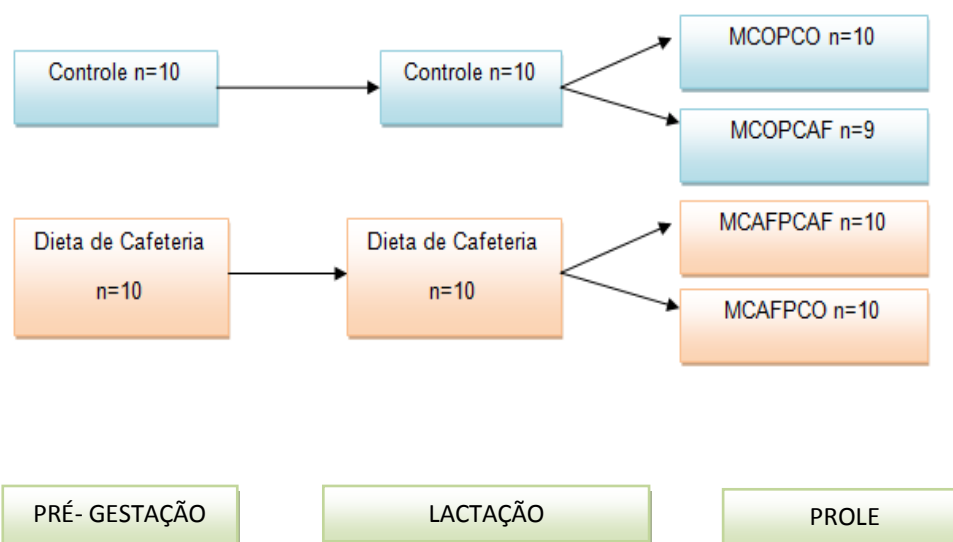 Controle n=10
Controle n=10
MCOPCO n=10
MCOPCAF n=9
Dieta de Cafeteria
n=10
Dieta de Cafeteria
n=10
MCAFPCAF n=10
MCAFPCO n=10
PRÉ- GESTAÇÃO
LACTAÇÃO
PROLE